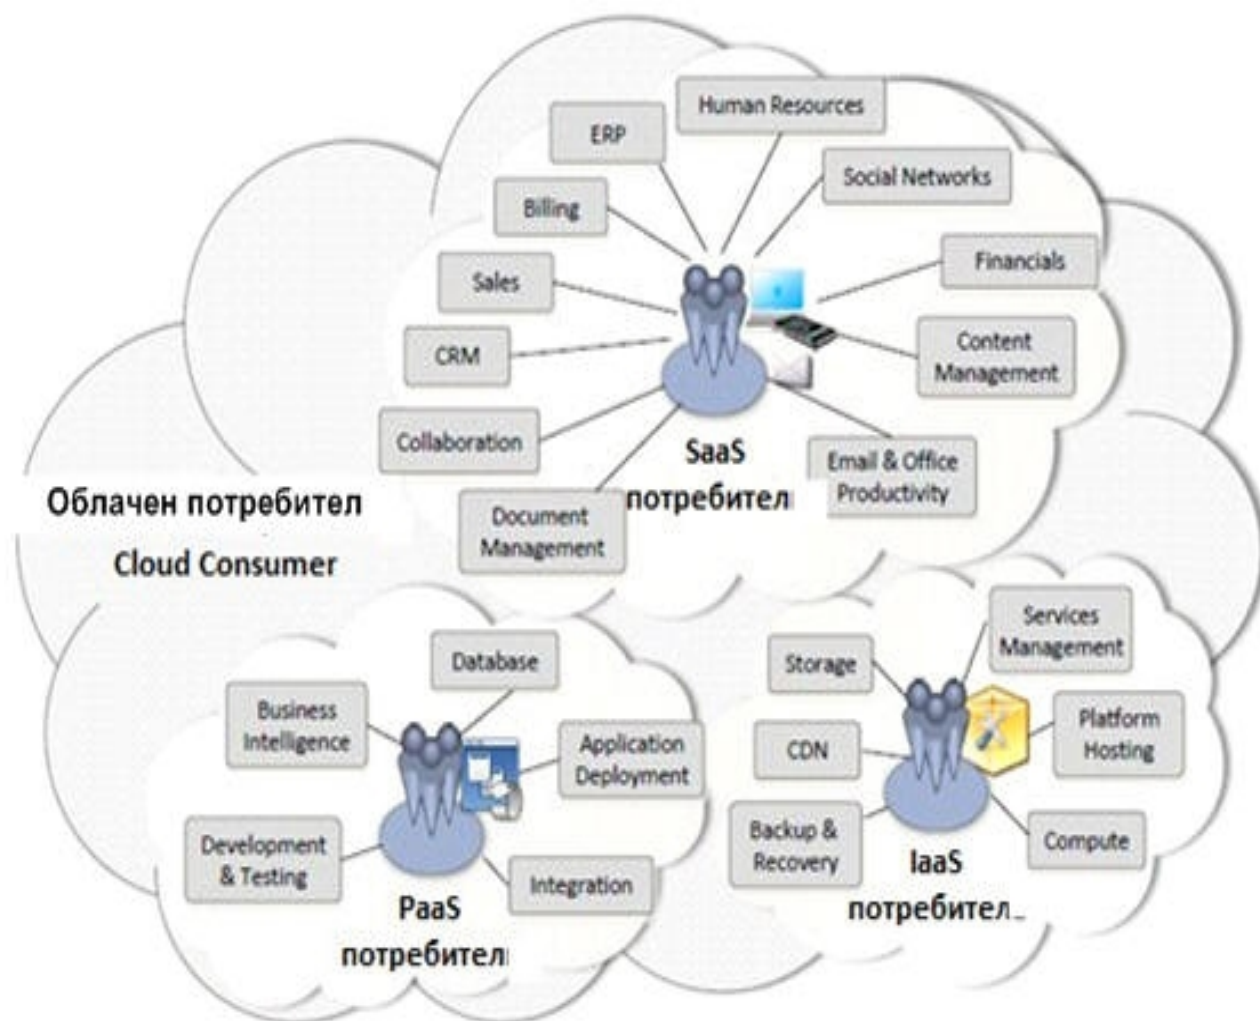 Human Resources
ERP
Social Networks
Billing
Financials
Sales
Content
Management
CRM
Collaboration
Email & Office
Productivity
SaaS
потребител
Document
Management
Облачен потребител
Cloud Consumer
Database
Business
Intelligence
Application
Deployment
Development
& Testing
Integration
PaaS
потребител
Services
Management
Storage
Platform
Hosting
CDN
Backup &
Recovery
Compute
IaaS
потребител